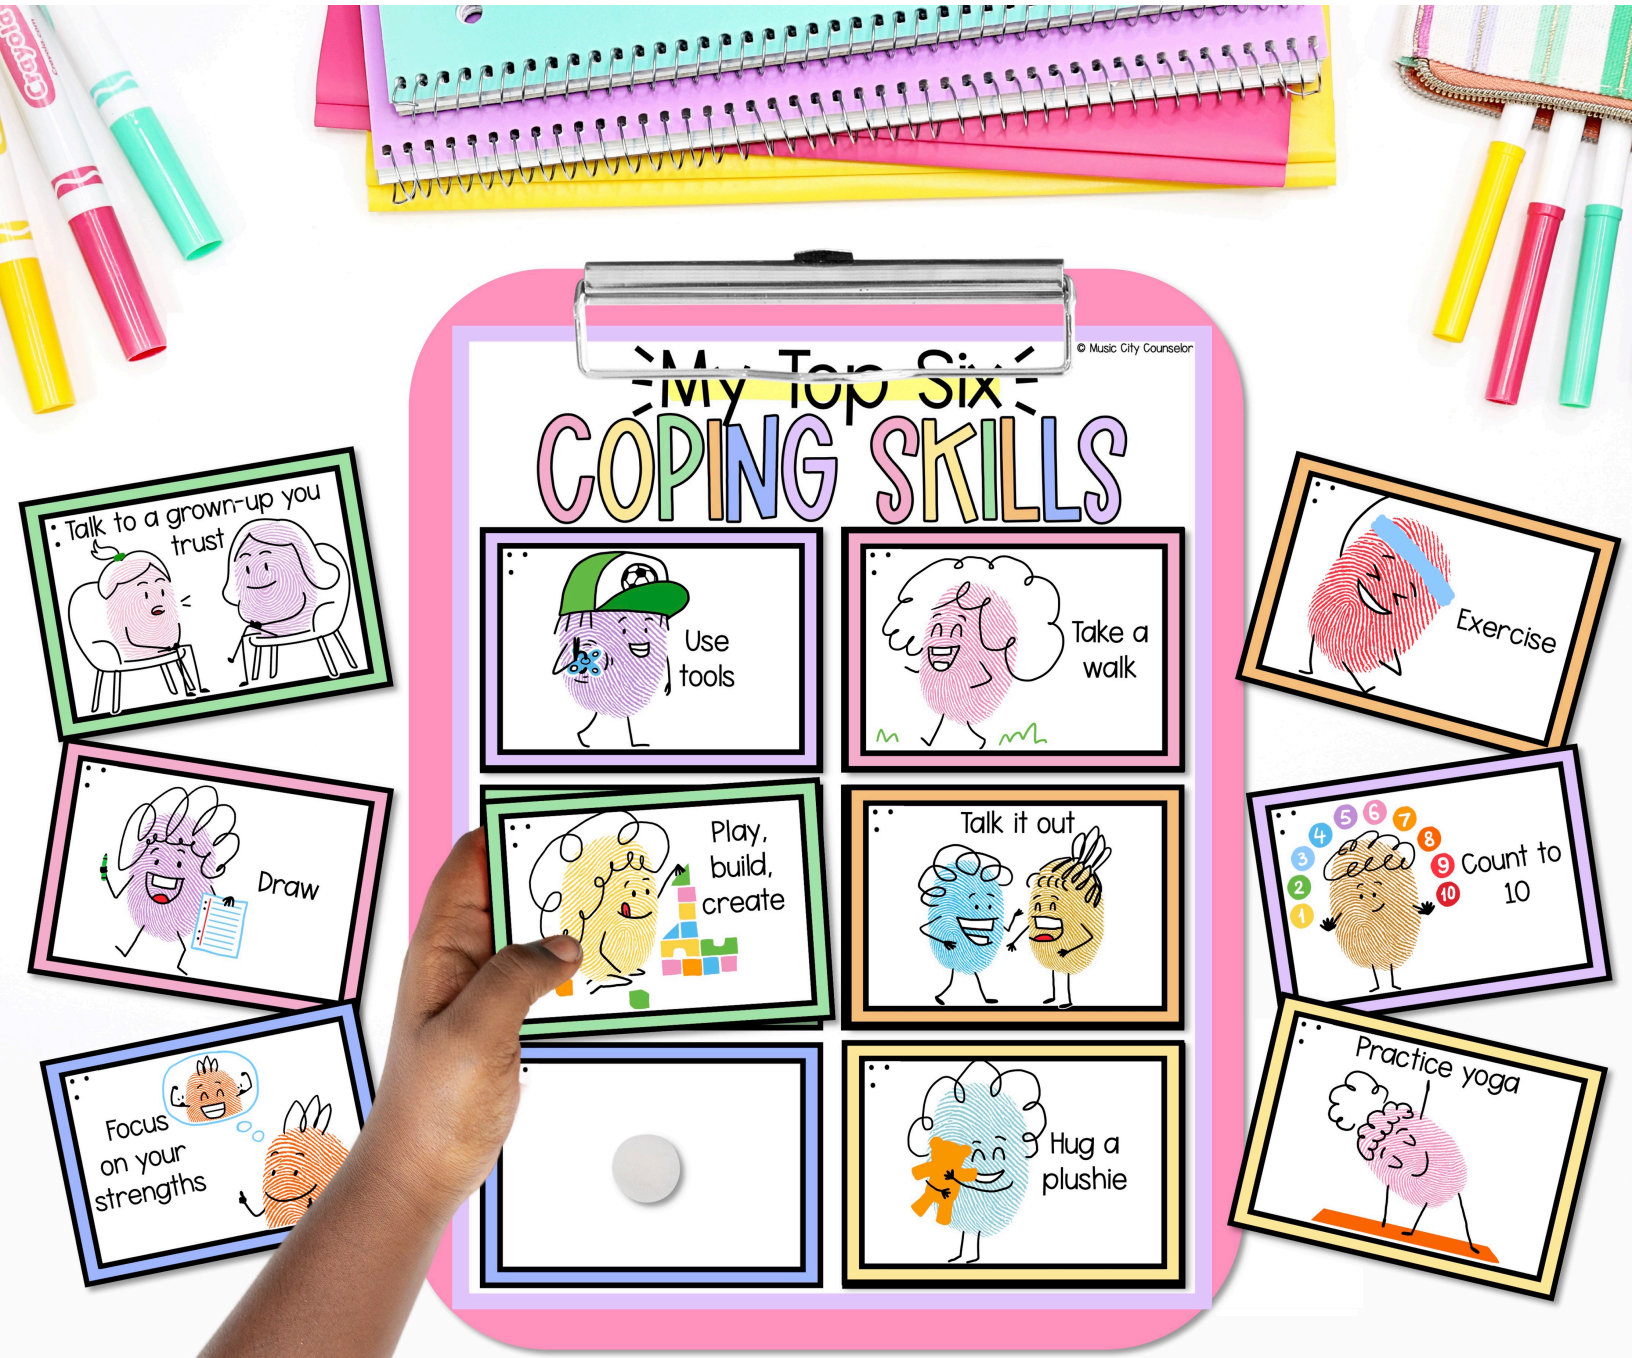 Crayola
© Music City Counselor
My Top Six
COPING SKILLS
Talk to a grown-up you
trust
Draw
Focus
on your
strengths
Use
tools
Take a
walk
Play,
build,
create
Talk it out
Hug a
plushie
Exercise
1 2 3 4 5 6 7 8 9 10
Count to
10
Practice yoga